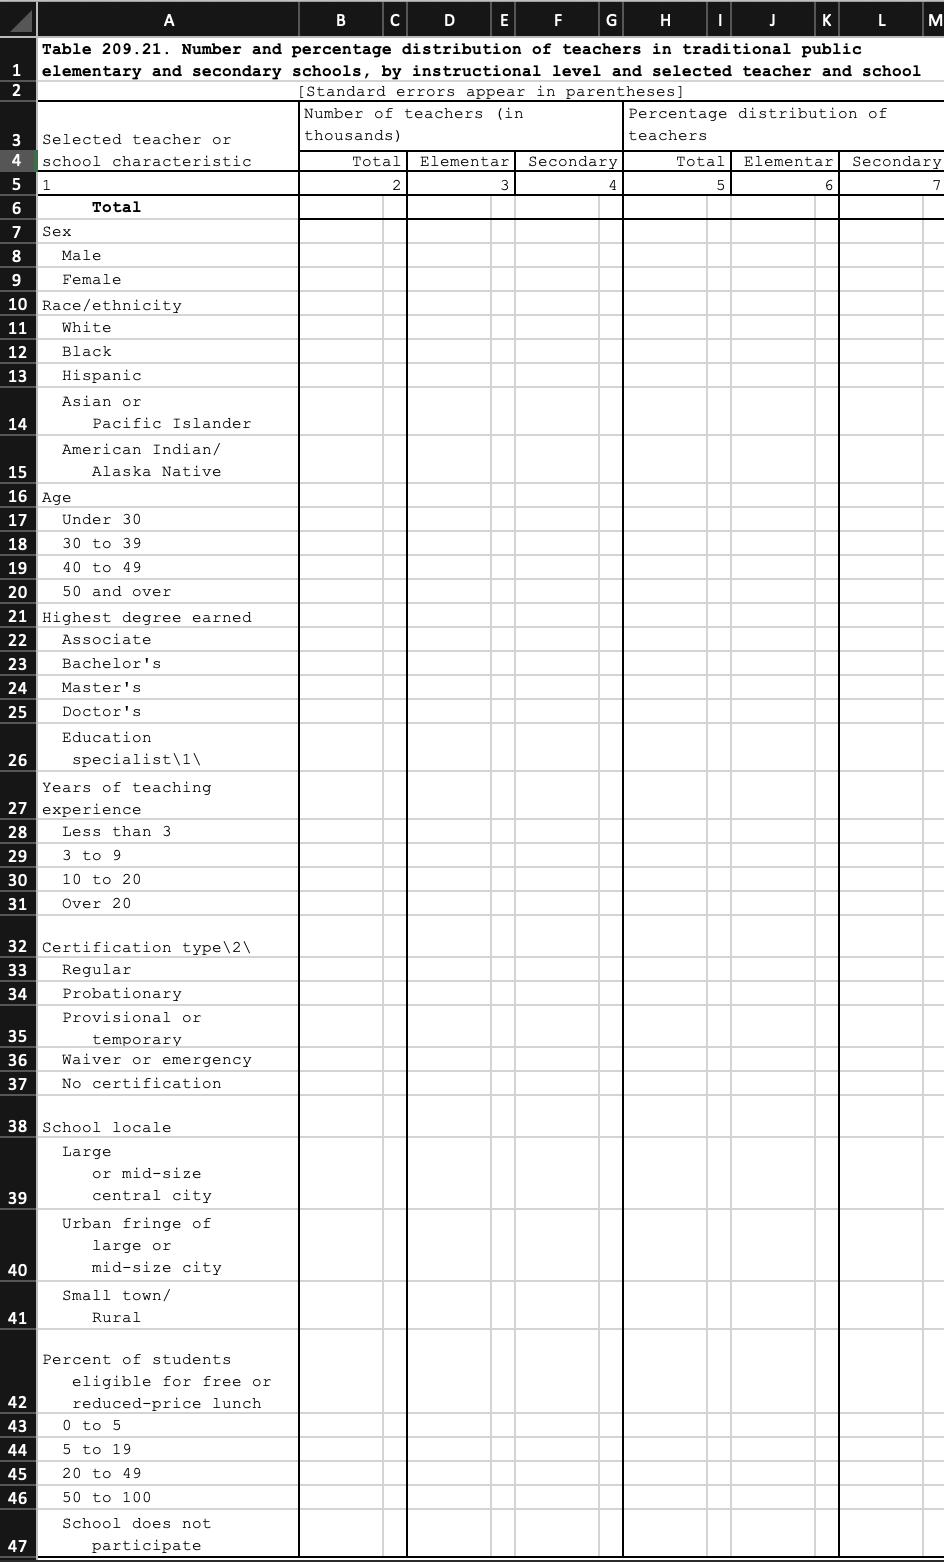 A B C D E F G H I J K L M
Table 209.21. Number and percentage distribution of teachers in traditional public
1 elementary and secondary schools, by instructional level and selected teacher and school
2 [Standard errors appear in parentheses]
Number of teachers (in Percentage distribution of
3 Selected teacher or thousands) teachers
4 school characteristic Total Elementar Secondary Total Elementar Secondary
5 1 2 3 4 5 6 7
6 Total
7 Sex
8 Male
9 Female
10 Race/ethnicity
11 White
12 Black
13 Hispanic
Asian or
14 Pacific Islander
American Indian/
15 Alaska Native
16 Age
17 Under 30
18 30 to 39
19 40 to 49
20 50 and over
21 Highest degree earned
22 Associate
23 Bachelor's
24 Master's
25 Doctor's
Education
26 specialist\1\
Years of teaching
27 experience
28 Less than 3
29 3 to 9
30 10 to 20
31 Over 20
32 Certification type\2\
33 Regular
34 Probationary
Provisional or
35 temporary
36 Waiver or emergency
37 No certification
38 School locale
Large
or mid-size
39 central city
Urban fringe of
large or
40 mid-size city
Small town/
41 Rural
Percent of students
eligible for free or
42 reduced-price lunch
43 0 to 5
44 5 to 19
45 20 to 49
46 50 to 100
School does not
47 participate